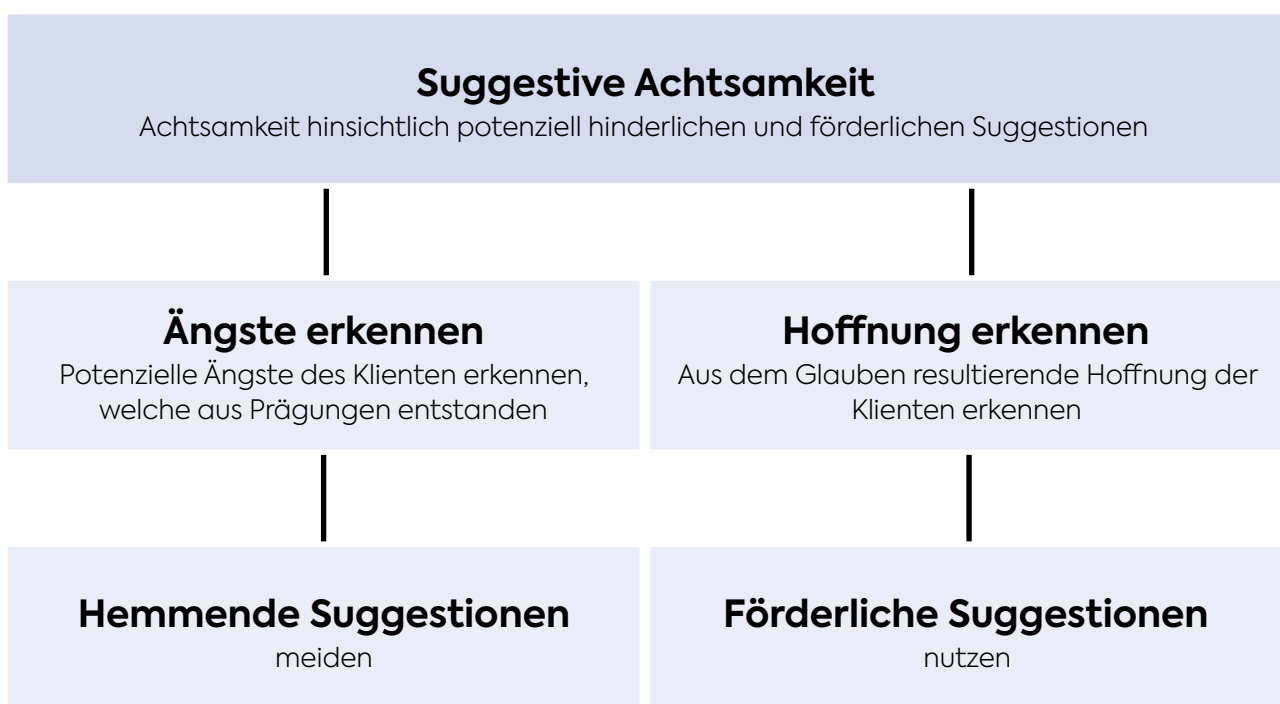 Suggestive Achtsamkeit
Achtsamkeit hinsichtlich potenziell hinderlichen und förderlichen Suggestionen
Ängste erkennen
Potenzielle Ängste des Klienten erkennen,
welche aus Prägungen entstanden
Hoffnung erkennen
Aus dem Glauben resultierende Hoffnung der
Klienten erkennen
Hemmende Suggestionen
meiden
Förderliche Suggestionen
nutzen